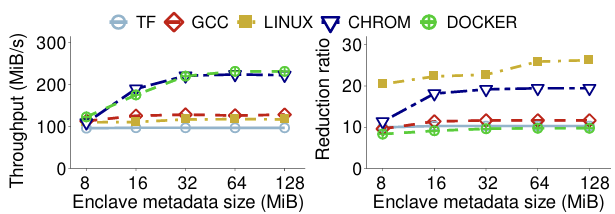 TF GCC LINUX CHROM DOCKER
Throughput (MiB/s)
300
200
100
0
8 16 32 64 128
Enclave metadata size (MiB)
Reduction ratio
30
20
10
0
8 16 32 64 128
Enclave metadata size (MiB)